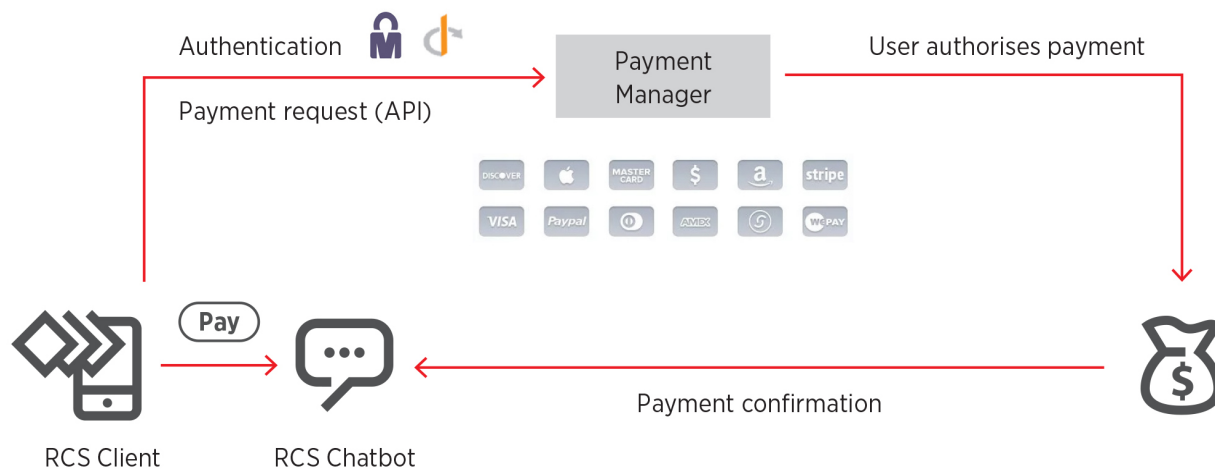 Authentication
Payment request (API)
Payment
Manager
User authorises payment
DISCOVER
MASTER
CARD
$
a
stripe
VISA
Paypal
AMEX
S
WePAY
Pay
$
Payment confirmation
RCS Client
RCS Chatbot